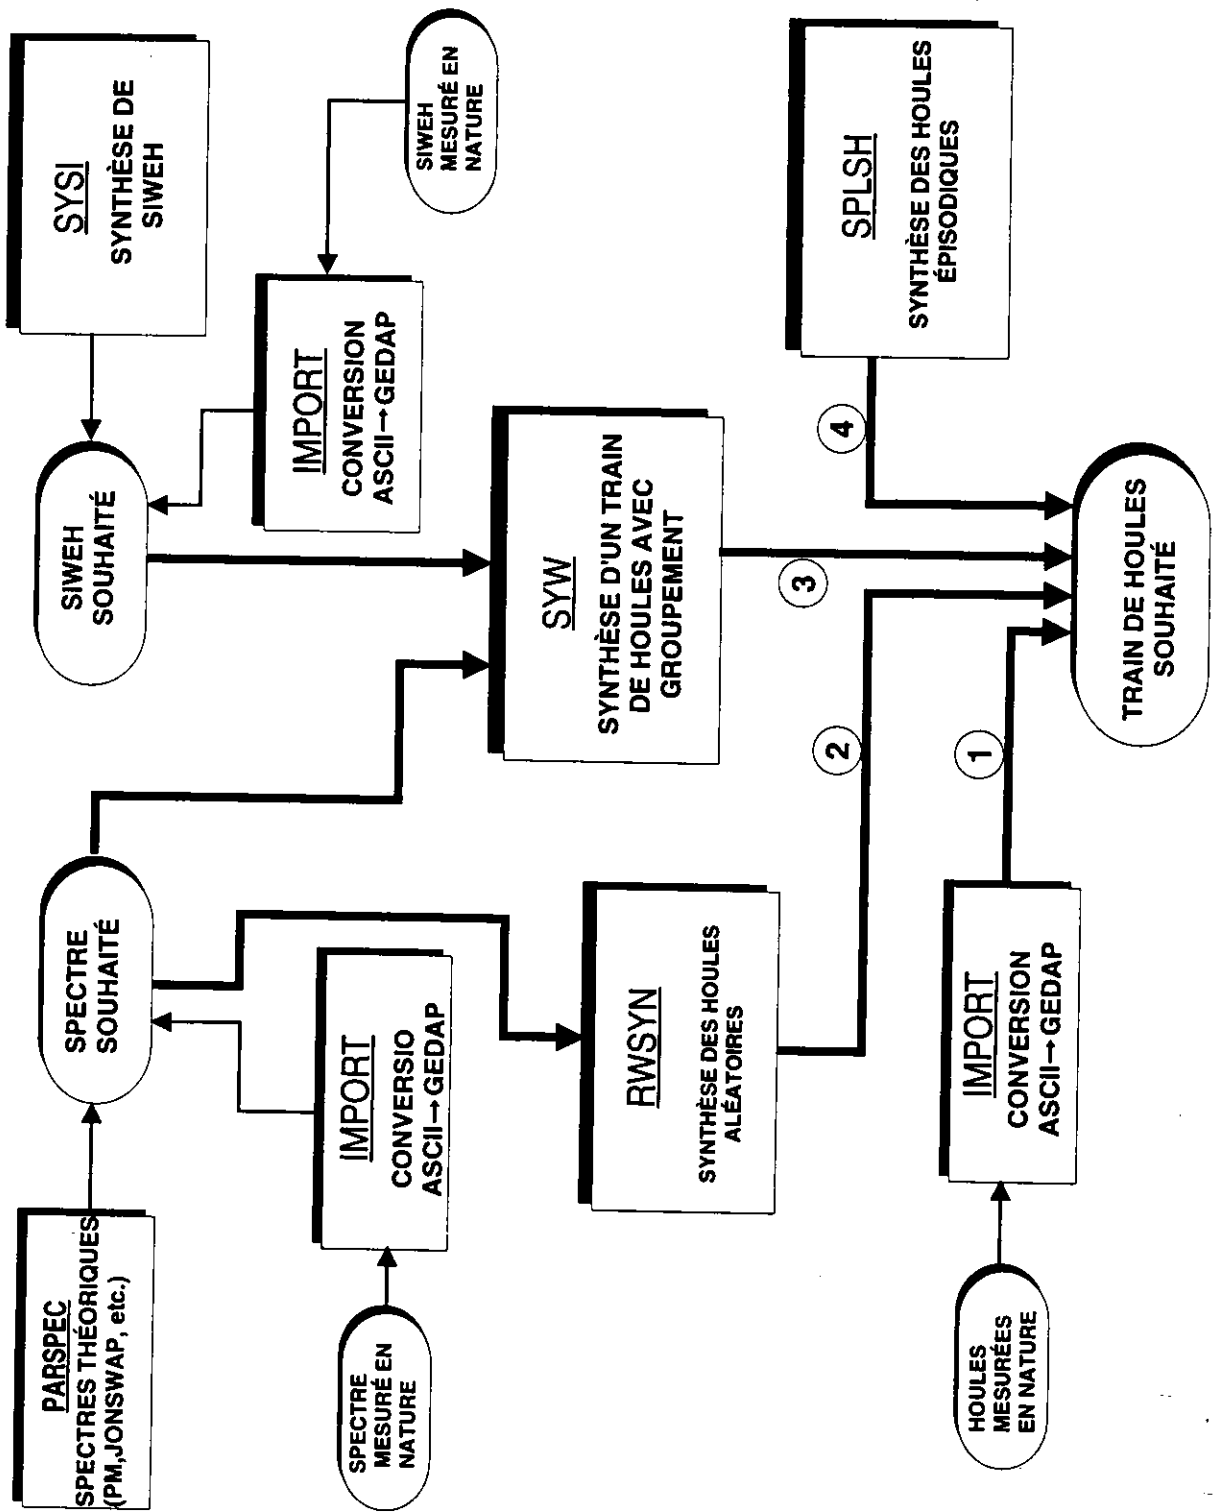 PARSPEC
SPECTRES THÉORIQUES
(PM,JONSWAP, etc.)
SPECTRE
SOUHAITÉ
SIWEH
SOUHAITÉ
SYSI
SYNTHÈSE DE
SIWEH
SPECTRE
MESURÉ EN
NATURE
IMPORT
CONVERSIO
ASCII→GEDAP
IMPORT
CONVERSION
ASCII→GEDAP
SIWEH
MESURÉ EN
NATURE
RWSYN
SYNTHÈSE DES HOULES
ALÉATOIRES
SYW
SYNTHÈSE D'UN TRAIN
DE HOULES AVEC
GROUPEMENT
SPLSH
SYNTHÈSE DES HOULES
ÉPISODIQUES
2
3
4
1
HOULES
MESURÉES
EN NATURE
IMPORT
CONVERSION
ASCII→GEDAP
TRAIN DE HOULES
SOUHAITÉ